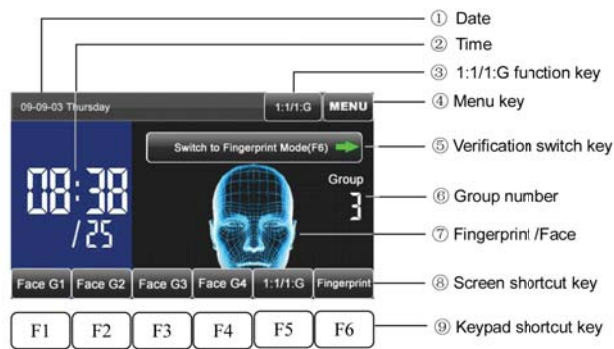 ① Date
② Time
③ 1:1/1:G function key
④ Menu key
09-09-03 Thursday 1:1/1:G MENU
Switch to Fingerprint Mode(F6)
⑤ Verification switch key
08:38
/25
Group
3
⑥ Group number
⑦ Fingerprint /Face
Face G1 Face G2 Face G3 Face G4 1:1/1:G Fingerprint
⑧ Screen shortcut key
F1 F2 F3 F4 F5 F6
⑨ Keypad shortcut key